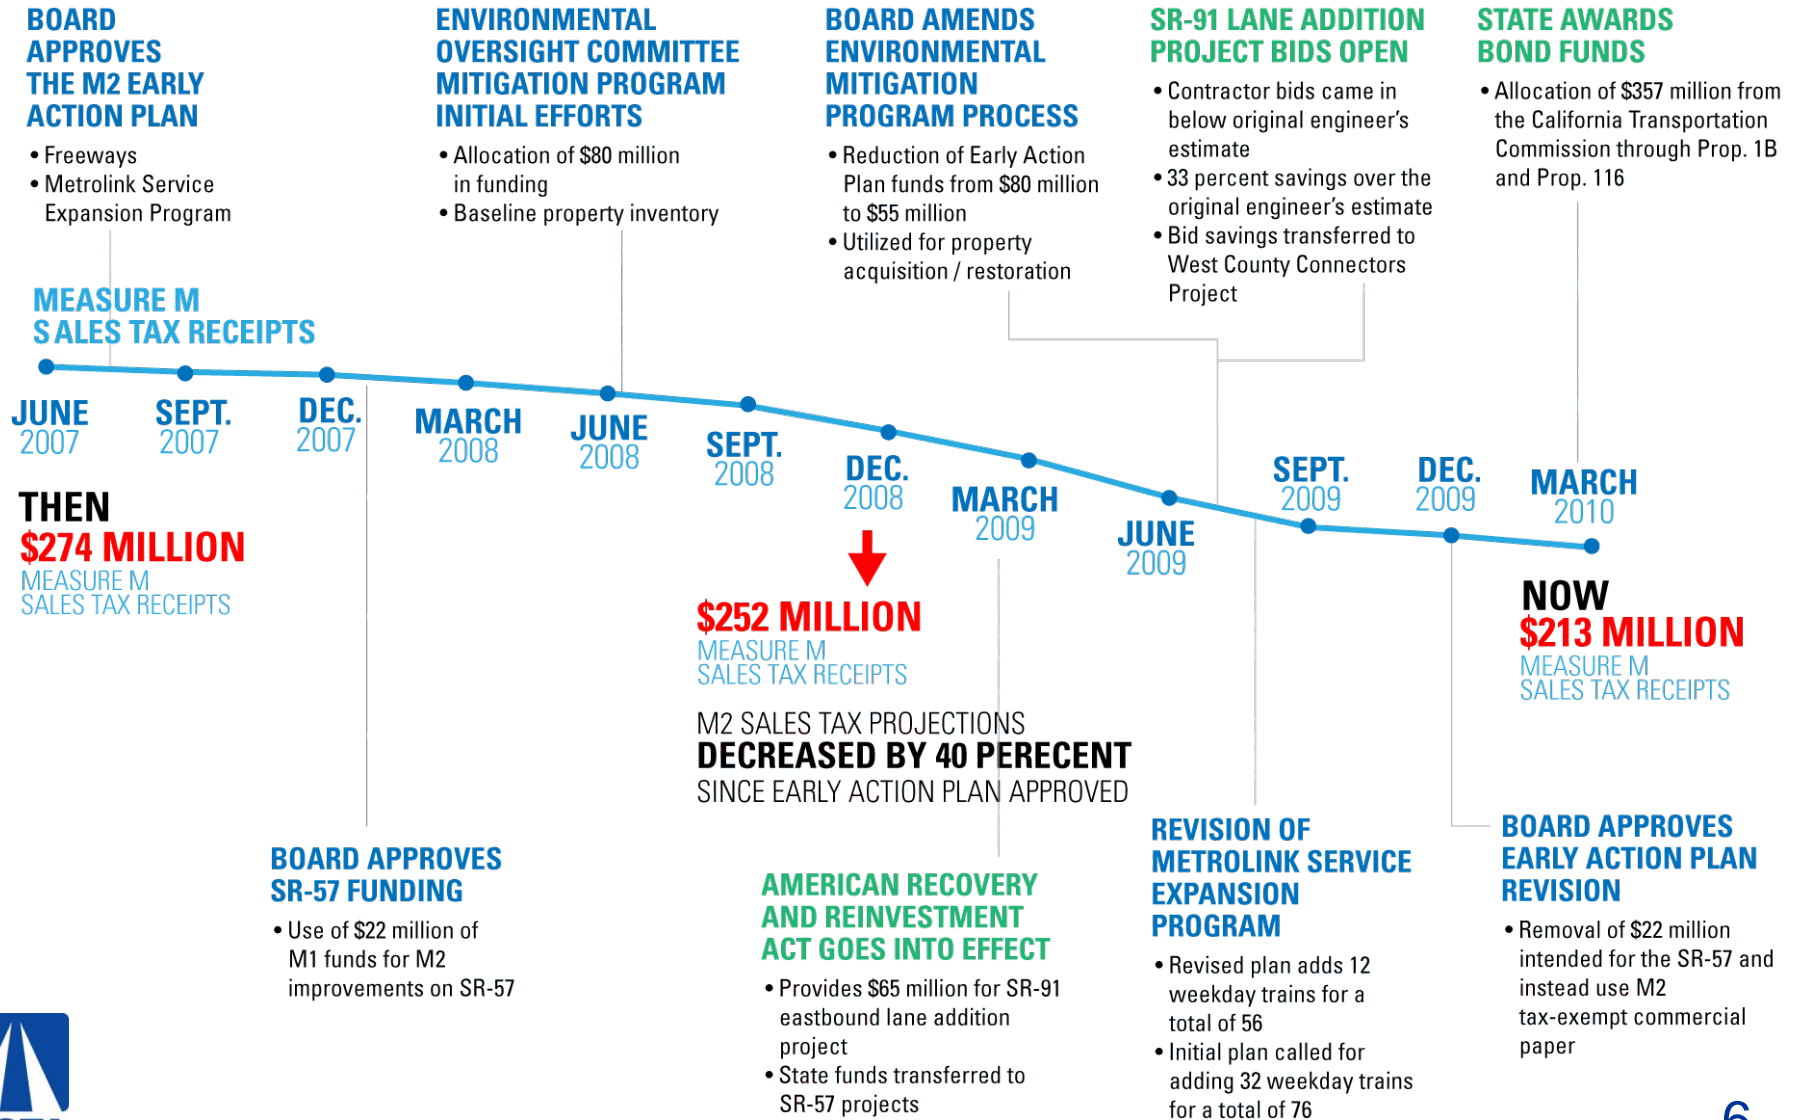 BOARD
APPROVES
THE M2 EARLY
ACTION PLAN
• Freeways
• Metrolink Service
Expansion Program
ENVIRONMENTAL
OVERSIGHT COMMITTEE
MITIGATION PROGRAM
INITIAL EFFORTS
• Allocation of $80 million
in funding
• Baseline property inventory
BOARD AMENDS
ENVIRONMENTAL
MITIGATION
PROGRAM PROCESS
• Reduction of Early Action
Plan funds from $80 million
to $55 million
• Utilized for property
acquisition / restoration
SR-91 LANE ADDITION
PROJECT BIDS OPEN
• Contractor bids came in
below original engineer's
estimate
• 33 percent savings over the
original engineer's estimate
• Bid savings transferred to
West County Connectors
Project
STATE AWARDS
BOND FUNDS
• Allocation of $357 million from
the California Transportation
Commission through Prop. 1B
and Prop. 116
MEASURE M
SALES TAX RECEIPTS
JUNE
2007
SEPT.
2007
DEC.
2007
MARCH
2008
JUNE
2008
SEPT.
2008
DEC.
2008
MARCH
2009
JUNE
2009
SEPT.
2009
DEC.
2009
MARCH
2010
THEN
$274 MILLION
MEASURE M
SALES TAX RECEIPTS
$252 MILLION
MEASURE M
SALES TAX RECEIPTS
M2 SALES TAX PROJECTIONS
DECREASED BY 40 PERECENT
SINCE EARLY ACTION PLAN APPROVED
NOW
$213 MILLION
MEASURE M
SALES TAX RECEIPTS
BOARD APPROVES
SR-57 FUNDING
• Use of $22 million of
M1 funds for M2
improvements on SR-57
AMERICAN RECOVERY
AND REINVESTMENT
ACT GOES INTO EFFECT
• Provides $65 million for SR-91
eastbound lane addition
project
• State funds transferred to
SR-57 projects
REVISION OF
METROLINK SERVICE
EXPANSION
PROGRAM
• Revised plan adds 12
weekday trains for a
total of 56
• Initial plan called for
adding 32 weekday trains
for a total of 76
BOARD APPROVES
EARLY ACTION PLAN
REVISION
• Removal of $22 million
intended for the SR-57 and
instead use M2
tax-exempt commercial
paper
6